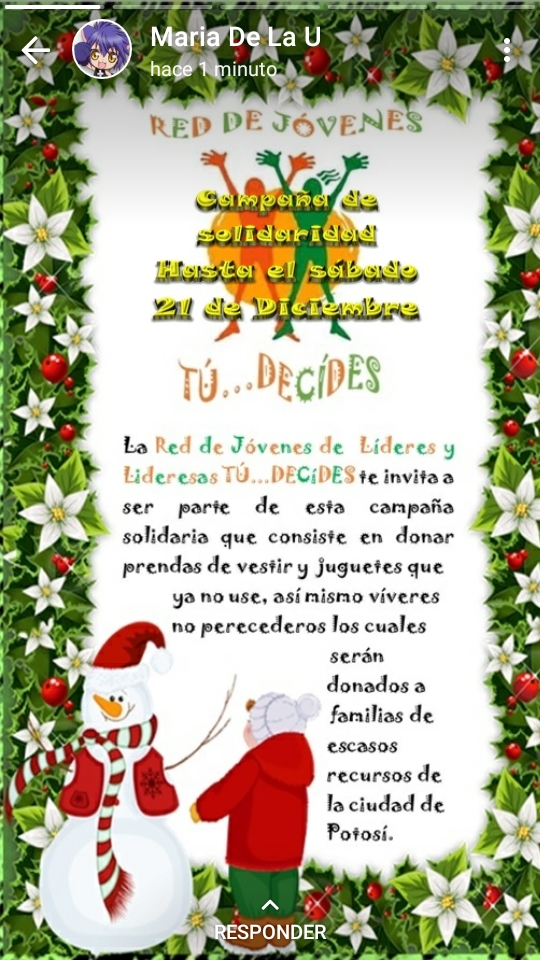 Maria De La U
hace 1 minuto
RED DE JÓVENES
Campaña de
solidaridad
Hasta el sábado
21 de Diciembre
TÚ...DECÍDES
La Red de Jóvenes de Líderes y
Lideresas TÚ...DECÍDES te invita a
ser parte de esta campaña
solidaria que consiste en donar
prendas de vestir y juguetes que
ya no use, así mismo víveres
no perecederos los cuales
serán
donados a
familias de
escasos
recursos de
la ciudad de
Potosí.
RESPONDER